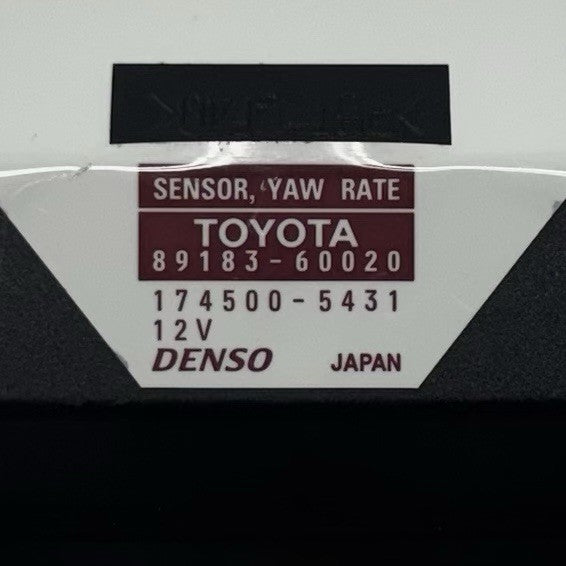 SENSOR, YAW RATE
TOYOTA
89183-60020
174500-5431
12V
DENSO JAPAN